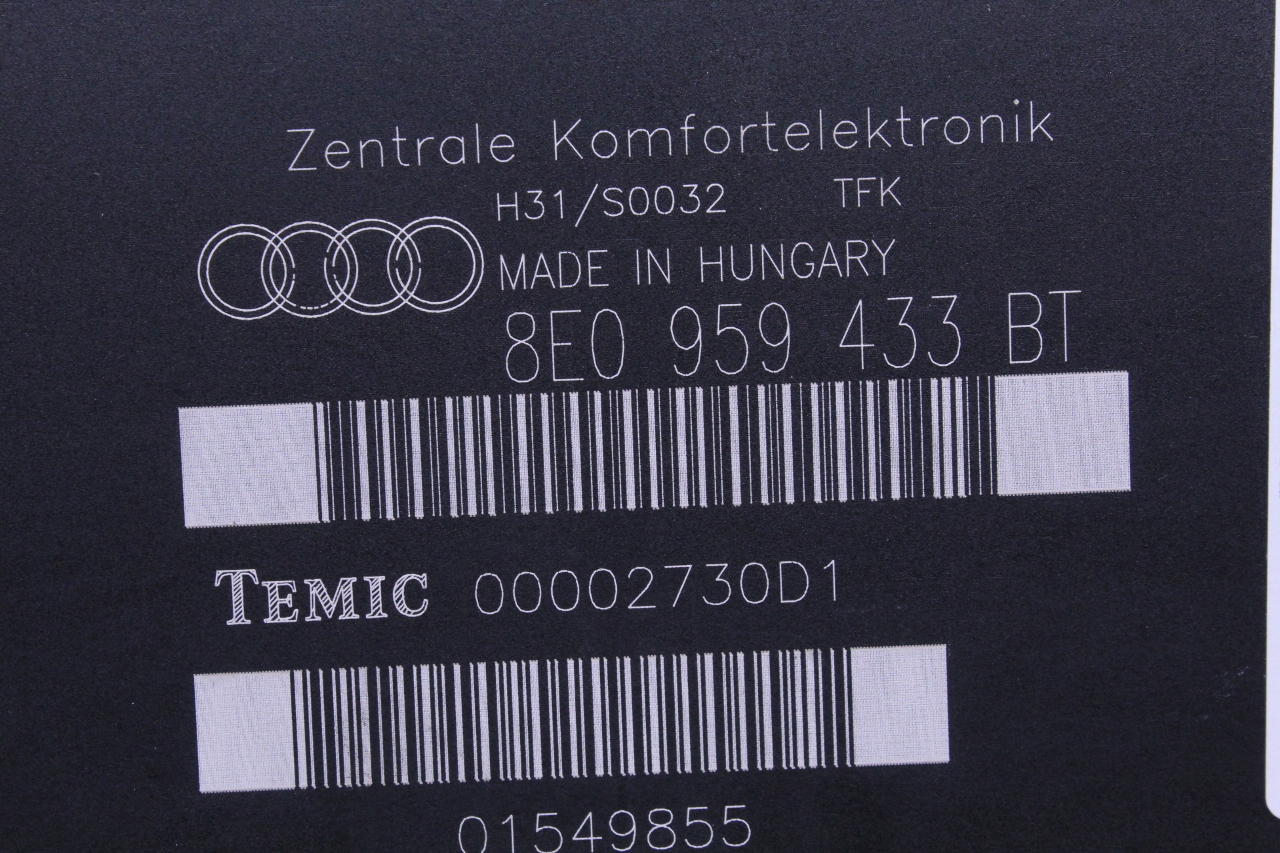 Zentrale Komfortelektronik
H31/S0032 TFK
MADE IN HUNGARY
8E0 959 433 BT
TEMIC 00002730D1
01549855